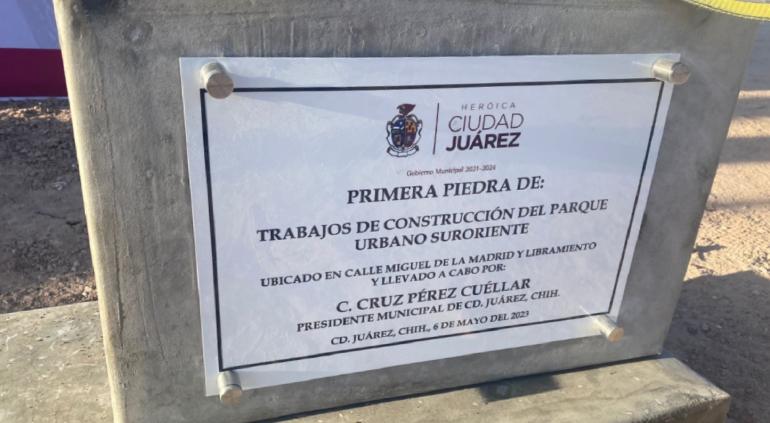 HERÓICA
CIUDAD
JUÁREZ
Gobierno Municipal 2021-2024
PRIMERA PIEDRA DE:
TRABAJOS DE CONSTRUCCIÓN DEL PARQUE
URBANO SURORIENTE
UBICADO EN CALLE MIGUEL DE LA MADRID Y LIBRAMIENTO
Y LLEVADO A CABO POR:
C. CRUZ PÉREZ CUÉLLAR
PRESIDENTE MUNICIPAL DE CD. JUÁREZ, CHIH.
CD. JUÁREZ, CHIH., 6 DE MAYO DEL 2023